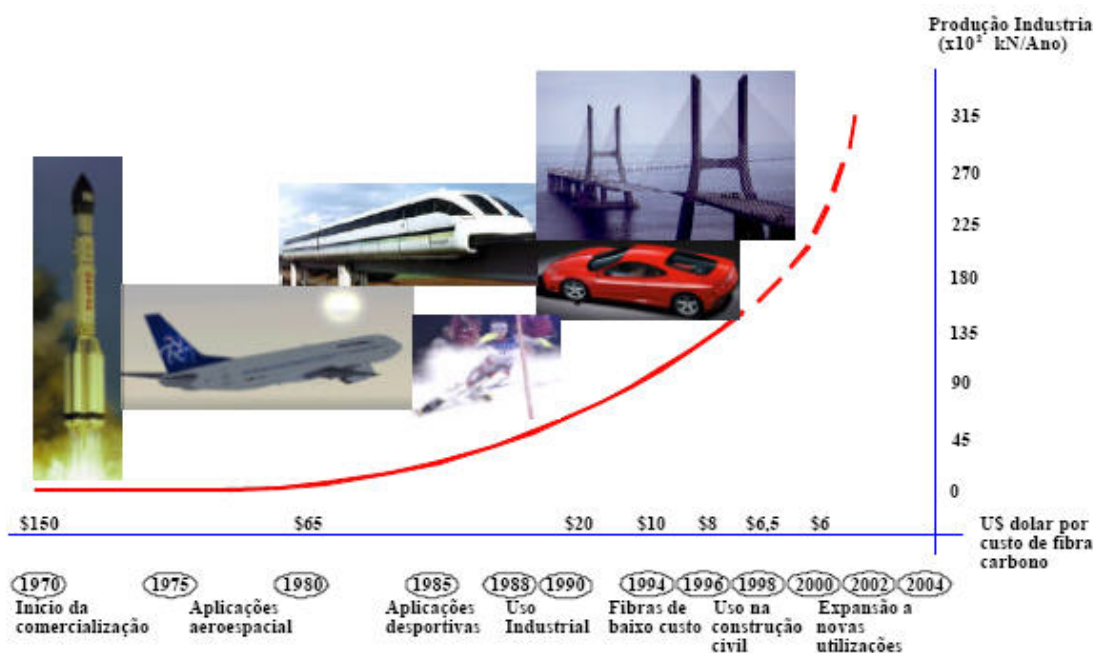 Produção Industria
(x10² kN/Ano)
315
270
225
180
135
90
45
0
$150
$65
$20
$10
$8
$6,5
$6
US dolar por
custo de fibra
carbono
1970
1975
1980
1985
1988
1990
1994
1996
1998
2000
2002
2004
Início da
comercialização
Aplicações
aeroespacial
Aplicações
desportivas
Uso
Industrial
Fibras de
baixo custo
Uso na
construção
civil
Expansão a
novas
utilizações